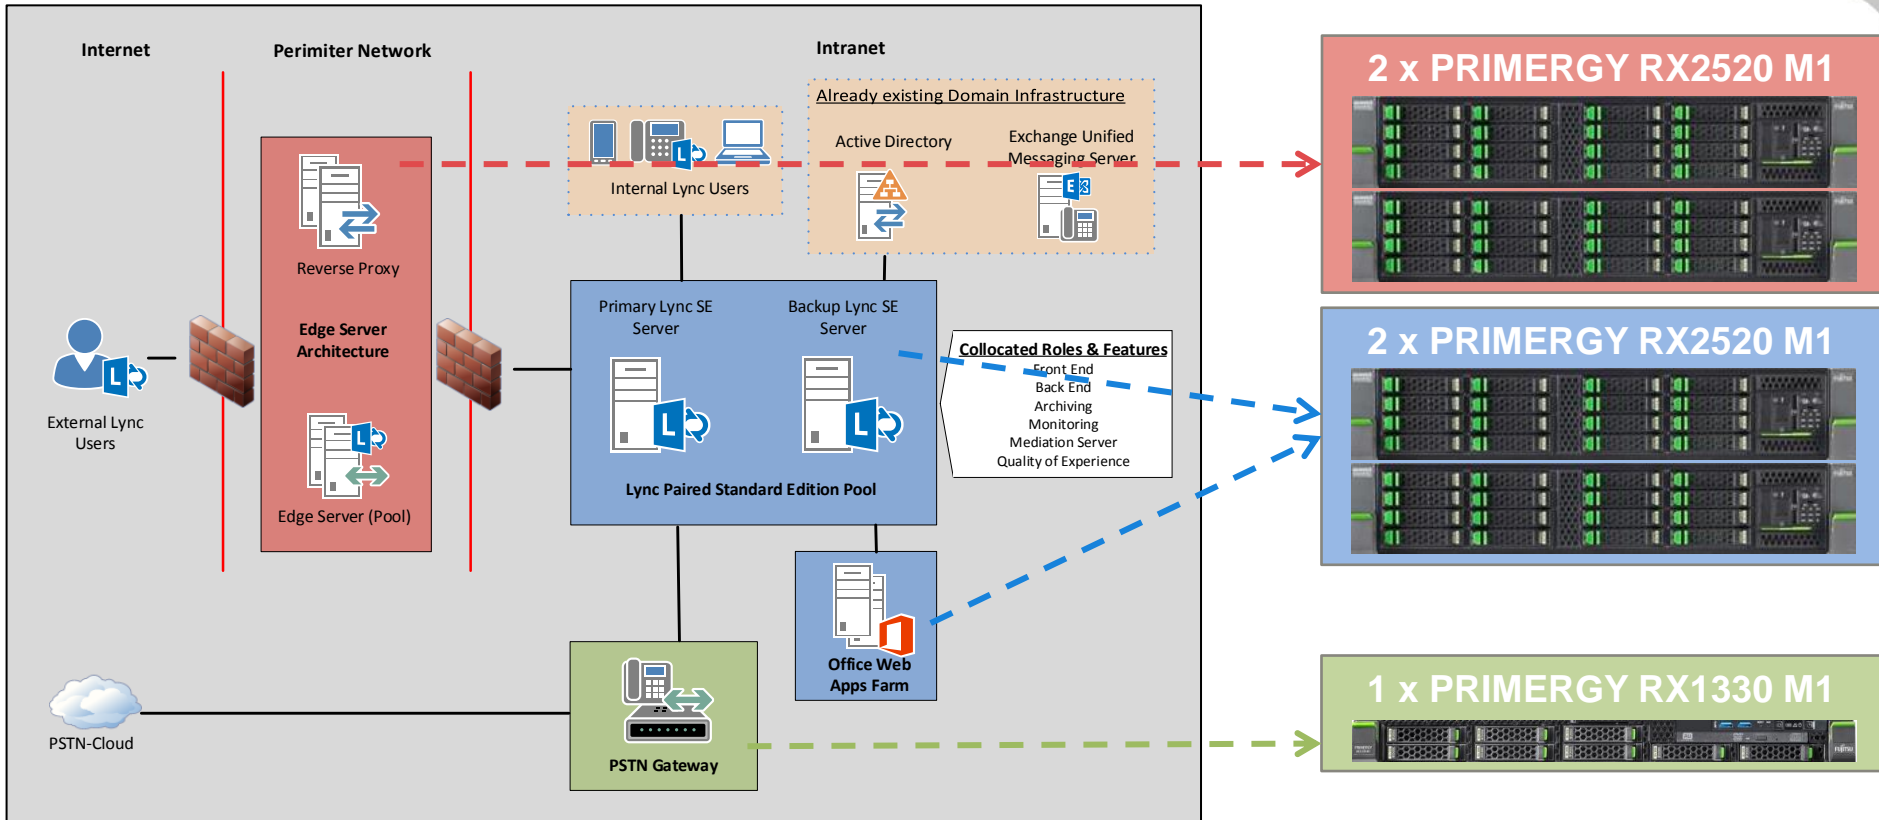 Internet
Perimiter Network
Intranet
Already existing Domain Infrastructure
Active Directory
Exchange Unified
Messaging Server
Internal Lync Users
Reverse Proxy
Edge Server
Architecture
Edge Server (Pool)
External Lync
Users
Primary Lync SE
Server
Backup Lync SE
Server
Lync Paired Standard Edition Pool
Collocated Roles & Features
Front End
Back End
Archiving
Monitoring
Mediation Server
Quality of Experience
Office Web
Apps Farm
PSTN Gateway
PSTN-Cloud
2 x PRIMERGY RX2520 M1
2 x PRIMERGY RX2520 M1
1 x PRIMERGY RX1330 M1
FUJITSU